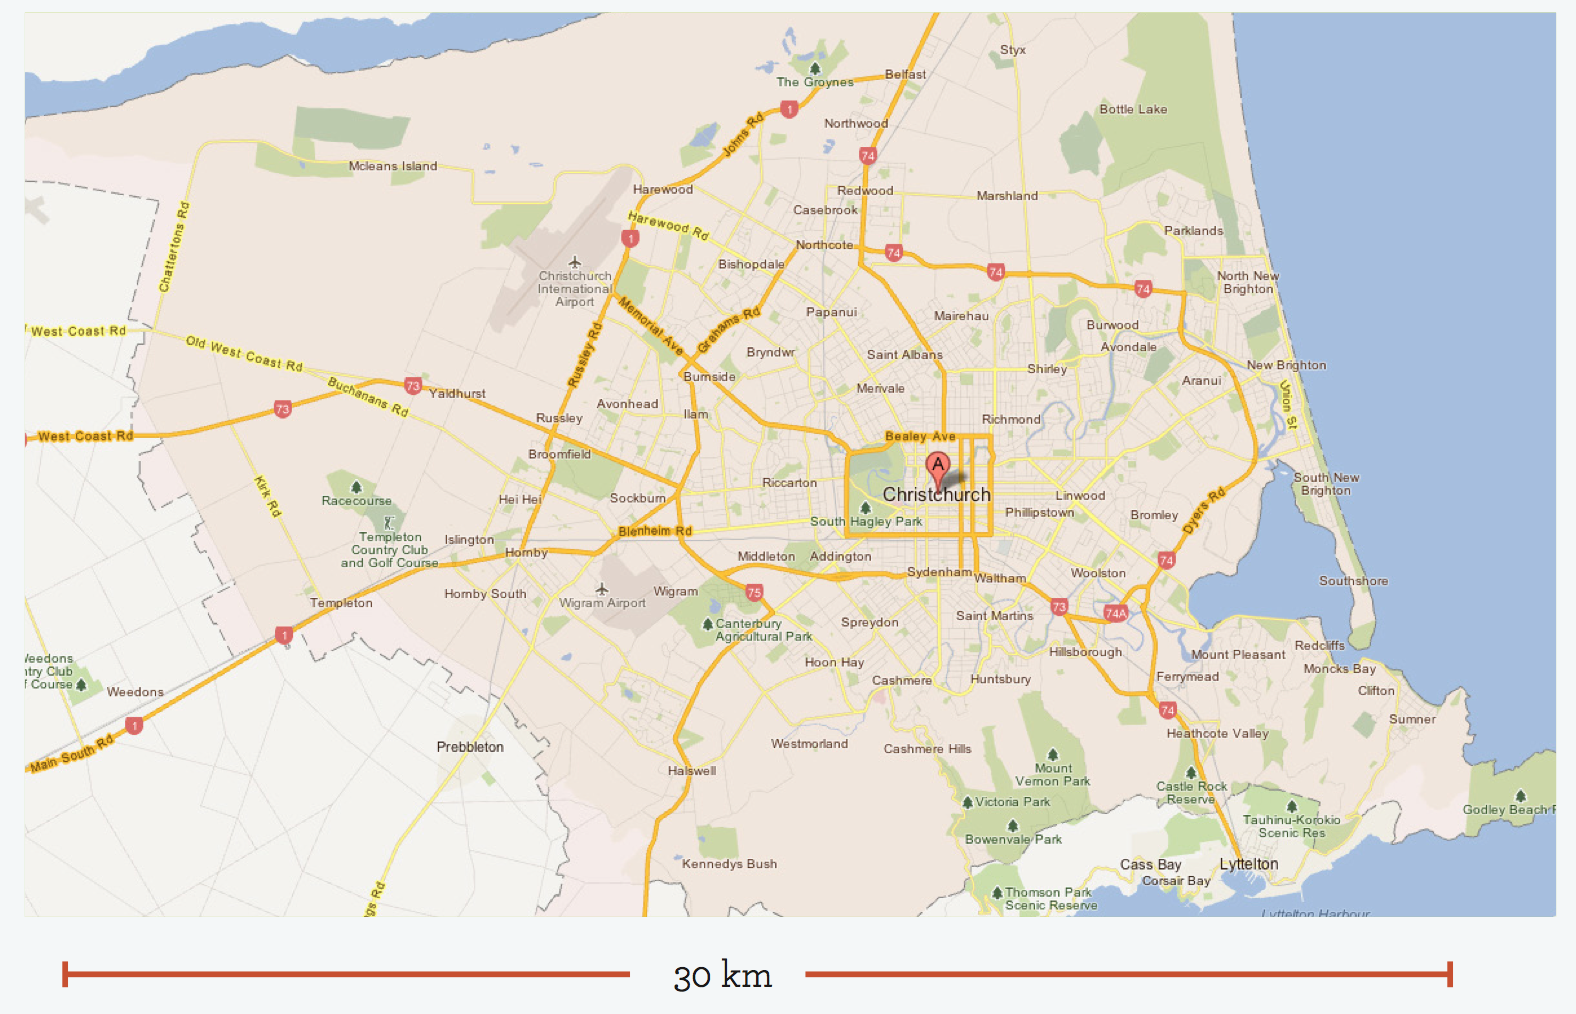 Styx
The Groynes
Belfast
Bottle Lake
1
Johns Rd
Northwood
74
Mcleans Island
Harewood
Redwood
Marshland
Casebrook
Chattertons Rd
Harewood Rd
1
Northcote
74
Parklands
Bishopdale
74
Christchurch
International
Airport
North New
Brighton
74
Memorial Ave
Grahams Rd
Papanui
Mairehau
Burwood
West Coast Rd
Old West Coast Rd
Russley Rd
Bryndwr
Saint Albans
Avondale
New Brighton
Shirley
Burnside
Aranui
Buchanans Rd
73
Yaldhurst
Merivale
Union St
73
Avonhead
Ilam
Russley
Richmond
West Coast Rd
Bealey Ave
Broomfield
A
Riccarton
Christchurch
Linwood
South New
Brighton
Kirk Rd
Racecourse
Hei Hei
Sockburn
South Hagley Park
Phillipstown
Bromley
Dyers Rd
Templeton
Country Club
and Golf Course
Islington
Blenheim Rd
Hornby
Middleton
Addington
74
Sydenham
Waltham
Woolston
Southshore
Hornby South
Wigram Airport
Wigram
75
Templeton
73
74A
1
Canterbury
Agricultural Park
Spreydon
Saint Martins
Hillsborough
Mount Pleasant
Redcliffs
Hoon Hay
Moncks Bay
eedons
try Club
f Course
Weedons
Cashmere
Huntsbury
Ferrymead
Clifton
1
74
Sumner
Main South Rd
Prebbleton
Westmorland
Cashmere Hills
Heathcote Valley
Halswell
Mount
Vernon Park
Castle Rock
Reserve
Victoria Park
Godley Beach P
Tauhinu-Korokio
Scenic Res
Bowenvale Park
Kennedys Bush
Cass Bay
Lyttelton
Corsair Bay
gs Rd
Thomson Park
Scenic Reserve
Lyttelton Harbour
30 km